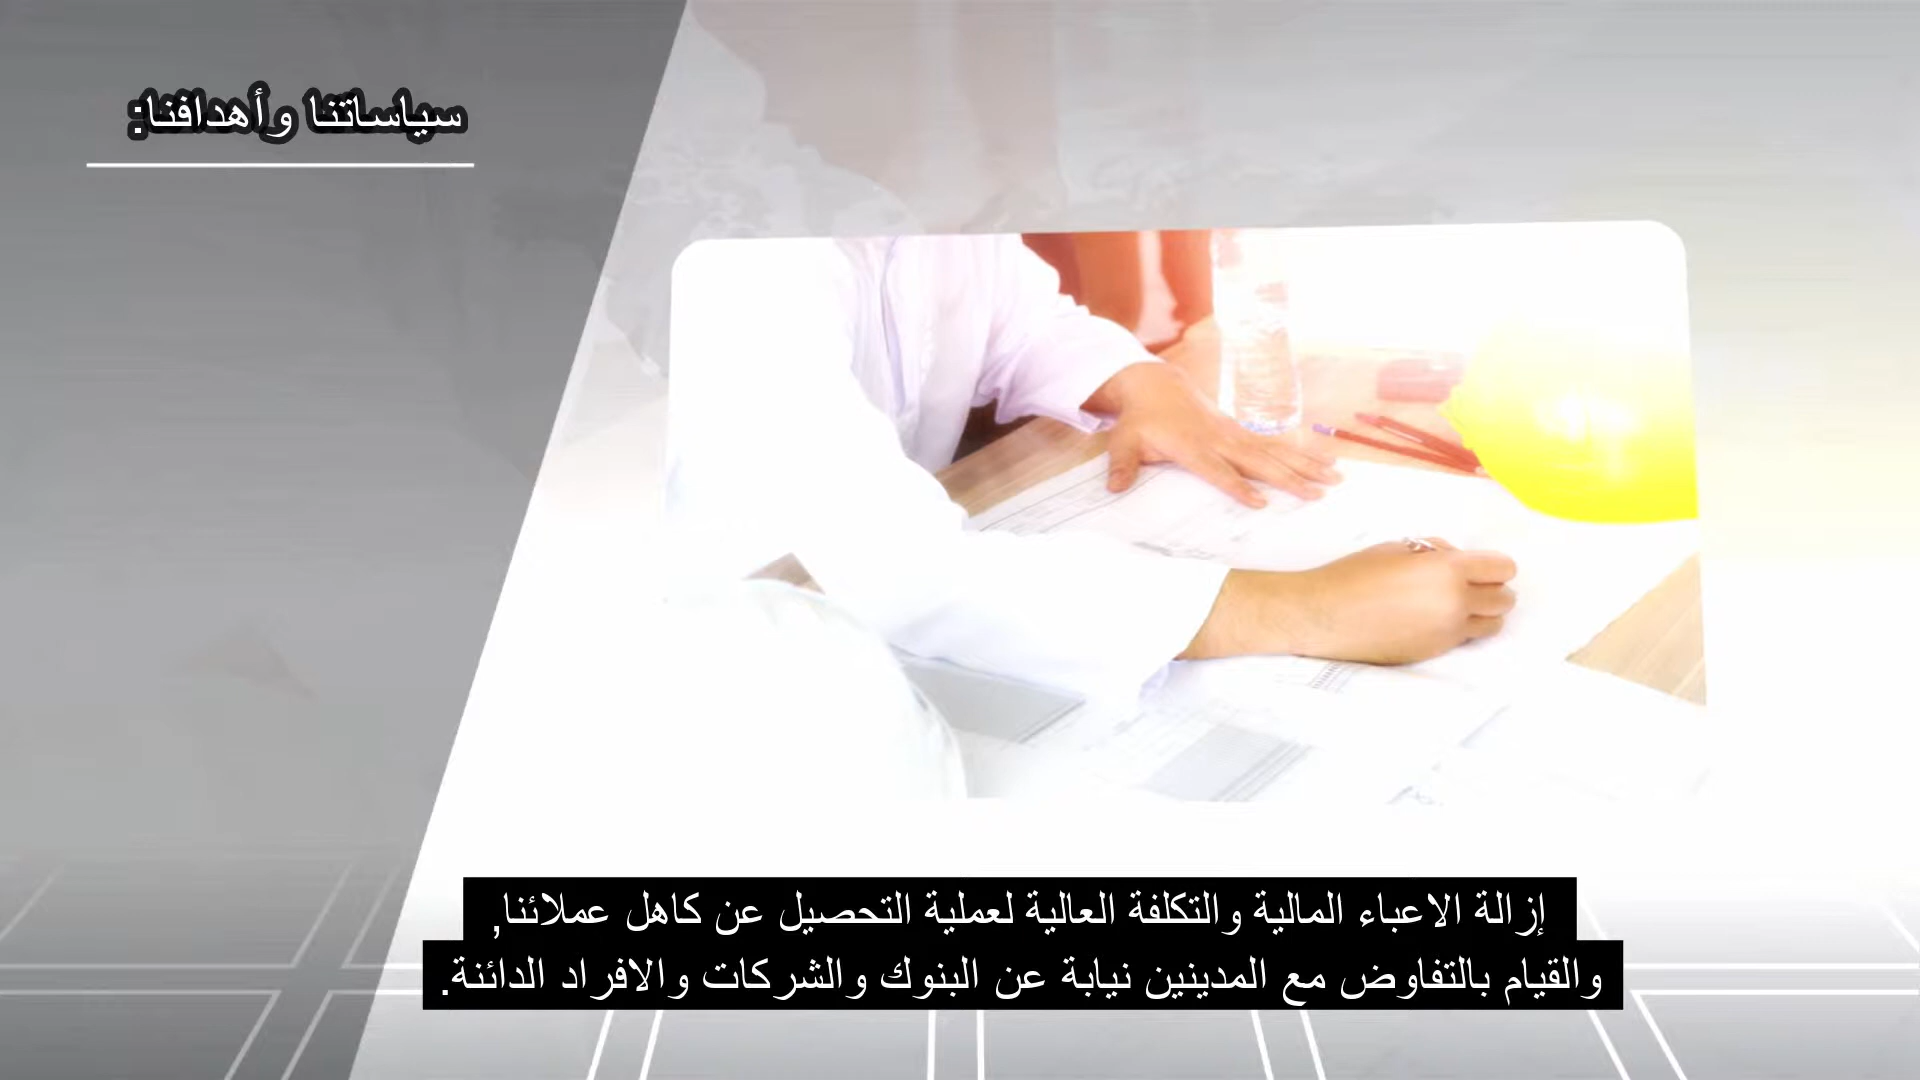 سياساتنا وأهدافنا:
إزالة الاعباء المالية والتكلفة العالية لعملية التحصيل عن كاهل عملائنا,
والقيام بالتفاوض مع المدينين نيابة عن البنوك والشركات والافراد الدائنة.